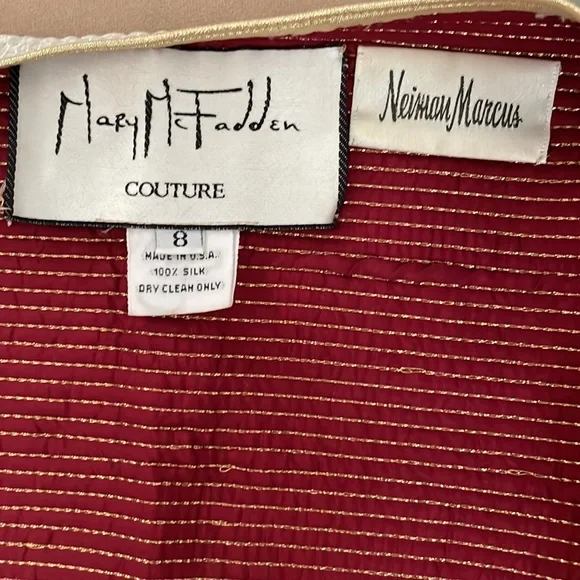 Mary McFadden
COUTURE
Neiman Marcus
8
MADE IN U.S.A.
100% SILK
DRY CLEAN ONLY